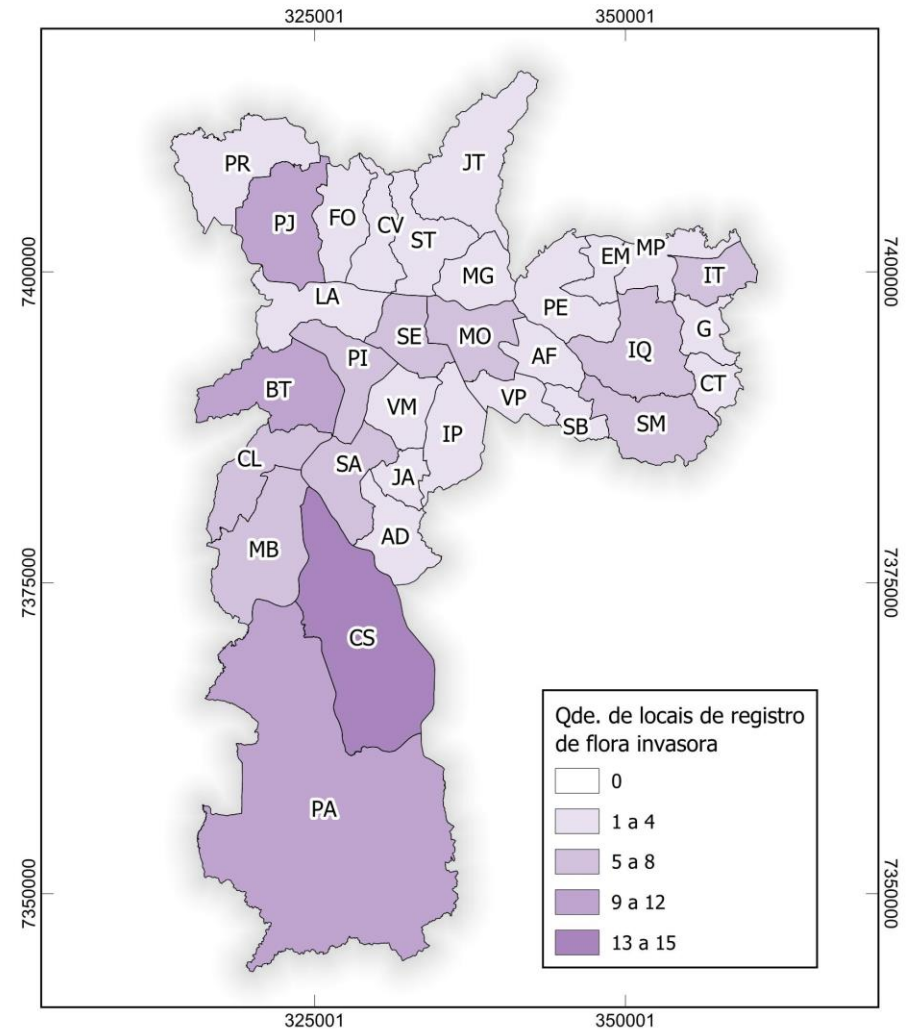 325001
350001
PR
JT
PJ
FO
CV
ST
7400000
EM
MP
7400000
MG
IT
LA
PE
G
SE
MO
IQ
PI
AF
CT
BT
VM
VP
SB
SM
IP
CL
SA
JA
AD
MB
7375000
7375000
CS
Qde. de locais de registro
de flora invasora
0
1 a 4
5 a 8
9 a 12
13 a 15
PA
7350000
7350000
325001
350001